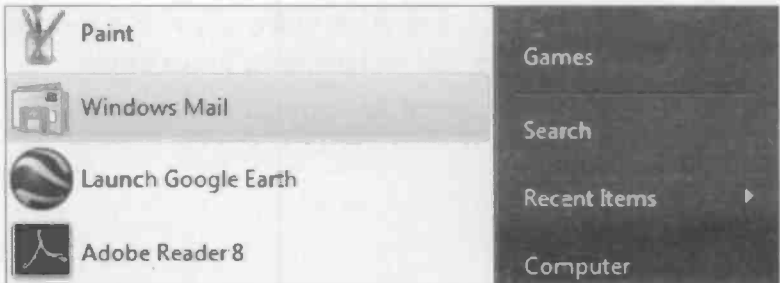 Paint
Windows Mail
Launch Google Earth
Adobe Reader 8
Games
Search
Recent Items
Computer